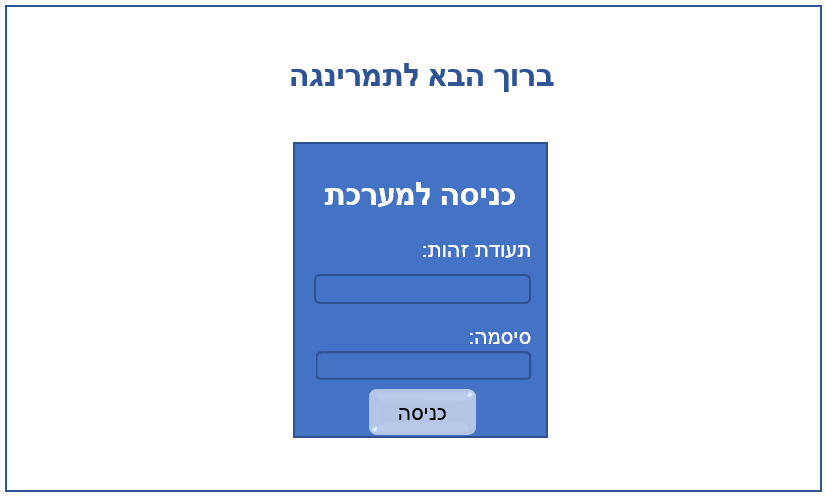 ברוך הבא לתמרינגה
כניסה למערכת
תעודת זהות:
סיסמה:
כניסה